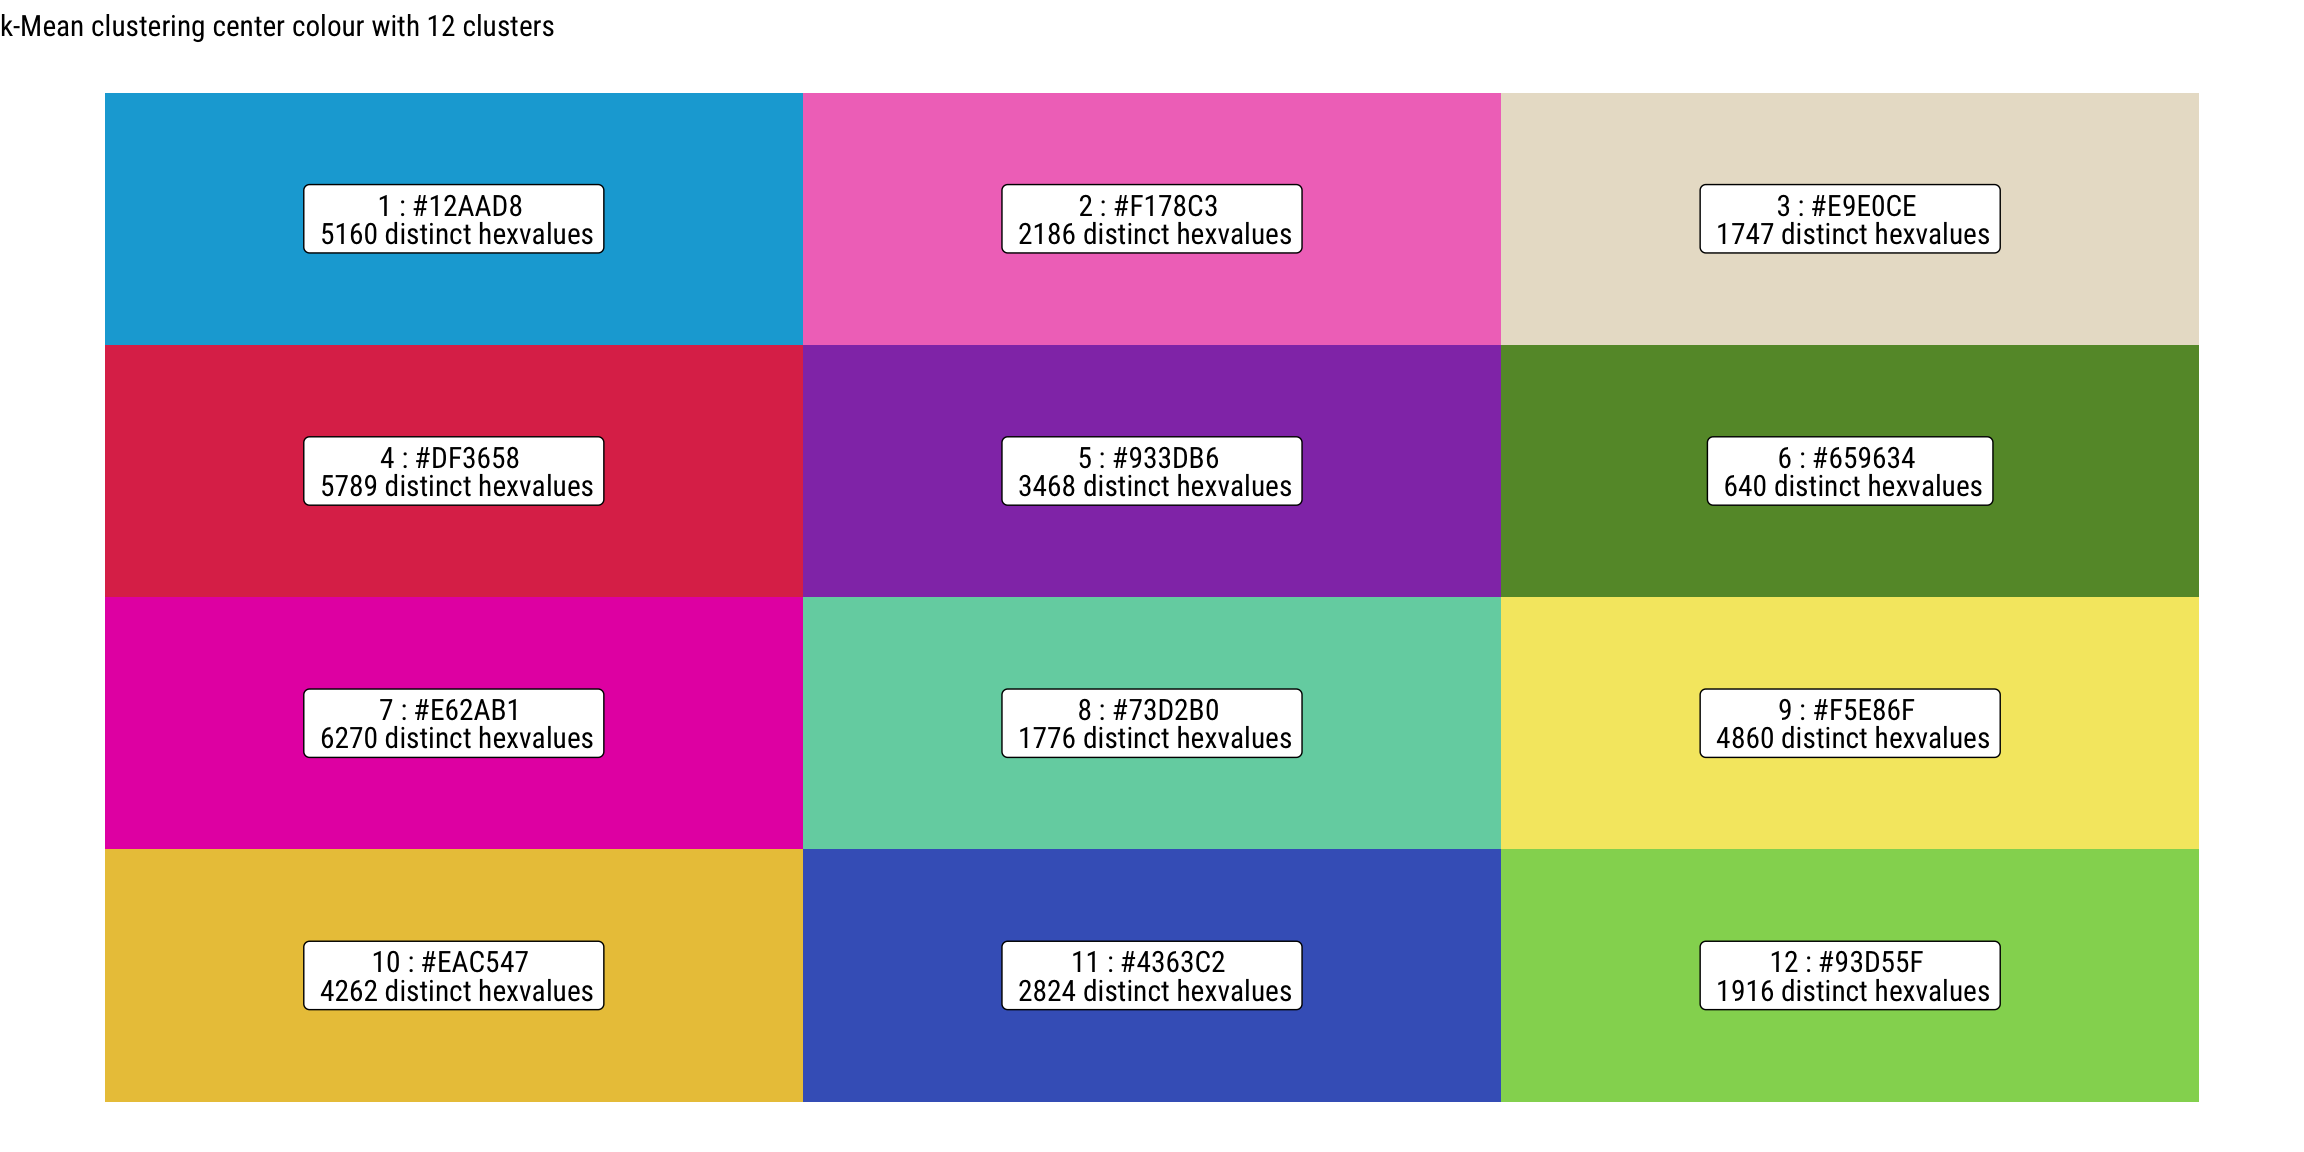 k-Mean clustering center colour with 12 clusters
1 : #12AAD8
5160 distinct hexvalues
2 : #F178C3
2186 distinct hexvalues
3 : #E9E0CE
1747 distinct hexvalues
4 : #DF3658
5789 distinct hexvalues
5 : #933DB6
3468 distinct hexvalues
6 : #659634
640 distinct hexvalues
7 : #E62AB1
6270 distinct hexvalues
8 : #73D2B0
1776 distinct hexvalues
9 : #F5E86F
4860 distinct hexvalues
10 : #EAC547
4262 distinct hexvalues
11 : #4363C2
2824 distinct hexvalues
12 : #93D55F
1916 distinct hexvalues